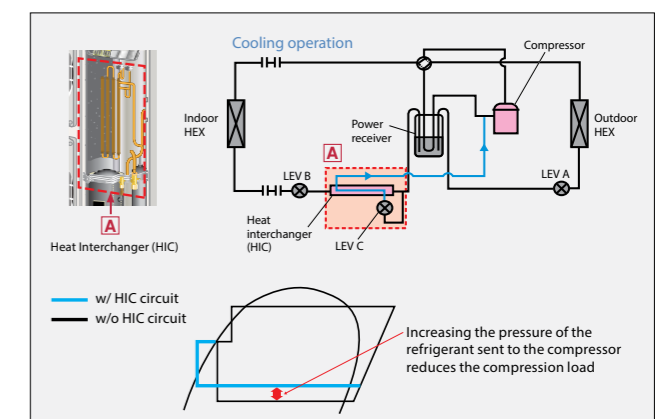 Cooling operation
Compressor
Indoor
HEX
Power
receiver
Outdoor
HEX
A
LEV B
LEV A
Heat
interchanger
(HIC)
LEV C
A
Heat Interchanger (HIC)
w/ HIC circuit
w/o HIC circuit
Increasing the pressure of the
refrigerant sent to the compressor
reduces the compression load